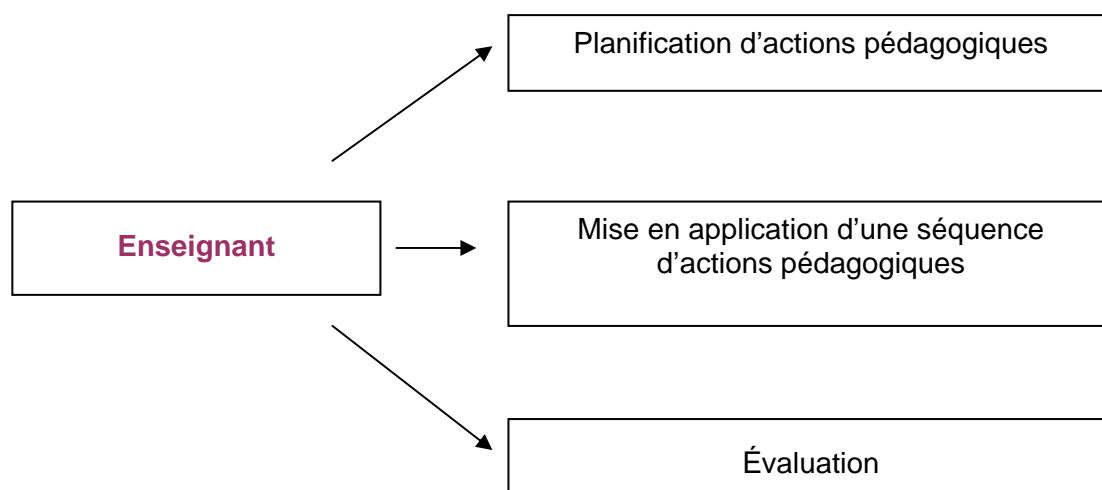 Planification d’actions pédagogiques
Enseignant
Mise en application d’une séquence
d’actions pédagogiques
Évaluation